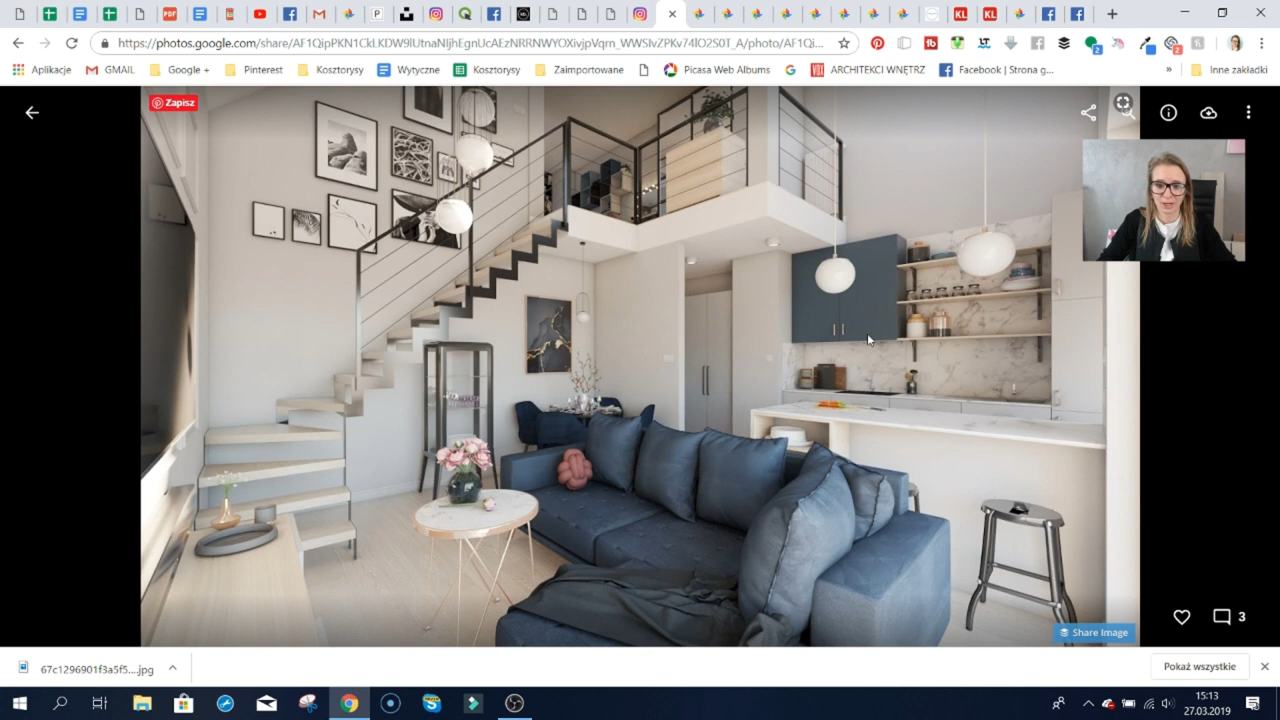 https://photos.google.com/share/AF1QipPKN1CkLKDW9lUtnaNljhEgnUcAEzNRRNWYOXivjpVqrn_WWSlvZPKv74lO2S0T_A/photo/AF1Qi...
Aplikacje
GMAIL
Google +
Pinterest
Kosztorysy
Wytyczne
Kosztorysy
Zaimportowane
Picasa Web Albums
ARCHITEKCI WNĘTRZ
Facebook | Strona g...
»
Inne zakładki
Zapisz
3
Share Image
67c1296901f3a5f5....jpg
Pokaż wszystkie
15:13
27.03.2019